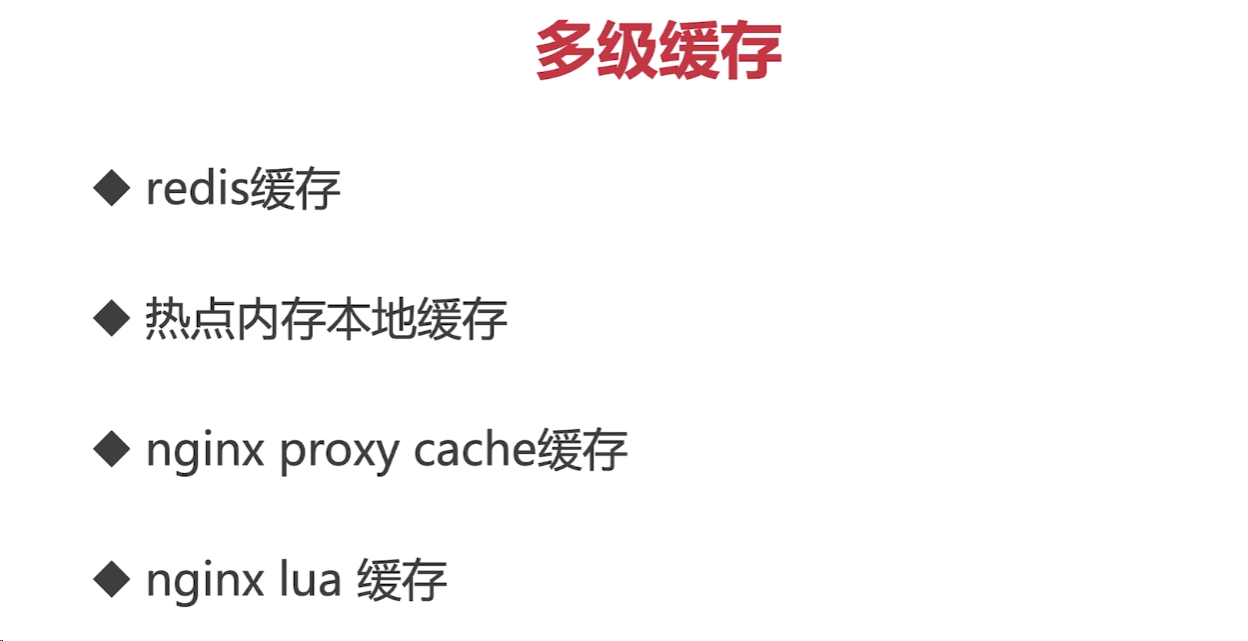 多级缓存
◆ redis缓存
◆ 热点内存本地缓存
◆ nginx proxy cache缓存
◆ nginx lua 缓存